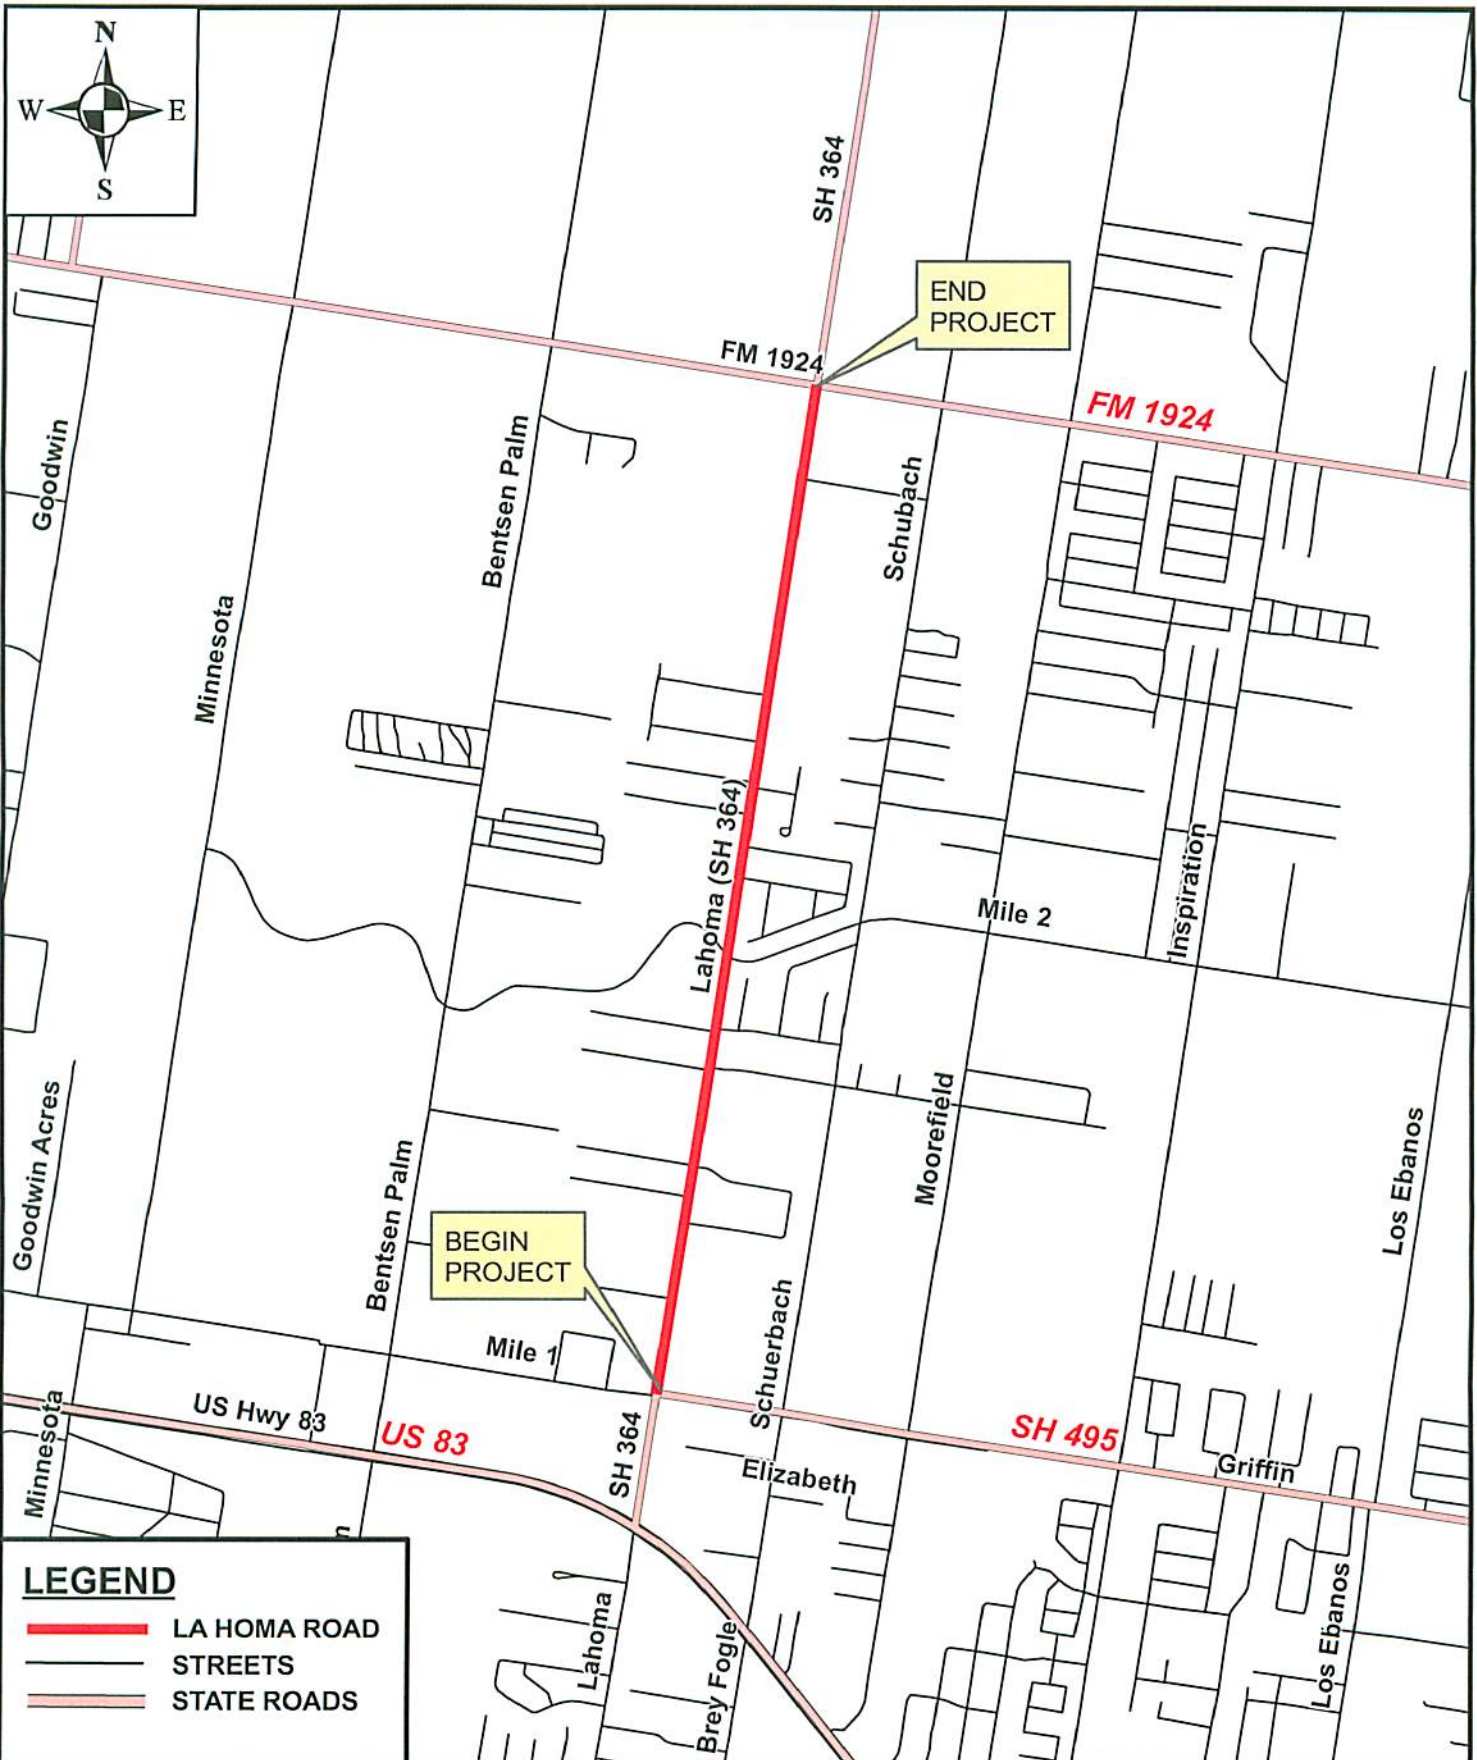 N
W
E
S
SH 364
END
PROJECT
FM 1924
FM 1924
Goodwin
Bentsen Palm
Schubach
Minnesota
Lahoma (SH 364)
Inspiration
Mile 2
Goodwin Acres
Moorefield
Los Ebanos
Bentsen Palm
BEGIN
PROJECT
Schuerbach
Mile 1
US Hwy 83
US 83
SH 364
SH 495
Minnesota
Elizabeth
Griffin
n
Lahoma
Brey Fogle
Los Ebanos
LEGEND
LA HOMA ROAD
STREETS
STATE ROADS